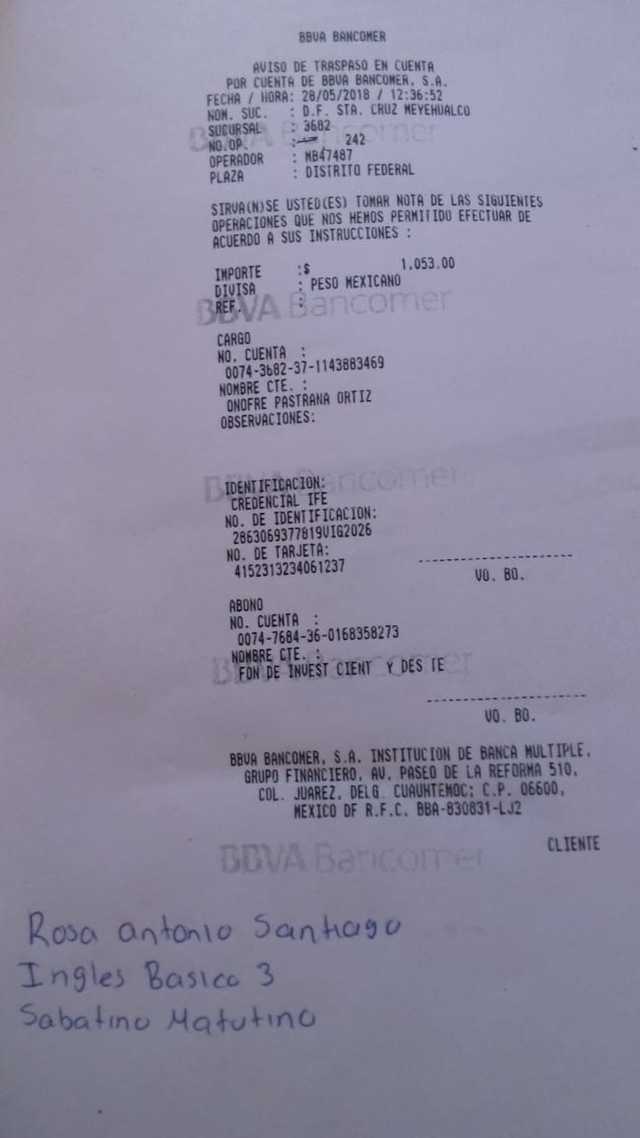 BBVA BANCOMER
AVISO DE TRASPASO EN CUENTA
POR CUENTA DE BBVA BANCOMER, S.A.
FECHA / HORA: 28/05/2018 / 12:36:52
NOM. SUC. : D.F. STA. CRUZ MEYEHUALCO
SUCURSAL : 3682
NO.OP. : 242
OPERADOR : MB47487
PLAZA : DISTRITO FEDERAL
SIRVA(N)SE USTED(ES) TOMAR NOTA DE LAS SIGUIENTES
OPERACIONES QUE NOS HEMOS PERMITIDO EFECTUAR DE
ACUERDO A SUS INSTRUCCIONES :
IMPORTE :$ 1,053.00
DIVISA : PESO MEXICANO
REF. :
BBVA Bancomer
CARGO
NO. CUENTA :
0074-3682-37-1143883469
NOMBRE CTE. :
ONOFRE PASTRANA ORTIZ
OBSERVACIONES:
BBVA Bancomer
IDENTIFICACION:
CREDENCIAL IFE
NO. DE IDENTIFICACION:
2863069377819VIG2026
NO. DE TARJETA:
4152313234061237
VO. BO.
ABONO
NO. CUENTA :
0074-7684-36-0168358273
NOMBRE CTE. :
FON DE INVEST CIENT Y DES TE
VO. BO.
BBVA BANCOMER, S.A. INSTITUCION DE BANCA MULTIPLE,
GRUPO FINANCIERO, AV. PASEO DE LA REFORMA 510,
COL. JUAREZ, DELG. CUAUHTEMOC; C.P. 06600,
MEXICO DF R.F.C. BBA-830831-LJ2
CLIENTE
BBVA Bancomer
Rosa antonio Santiago
Ingles Basico 3
Sabatino Matutino